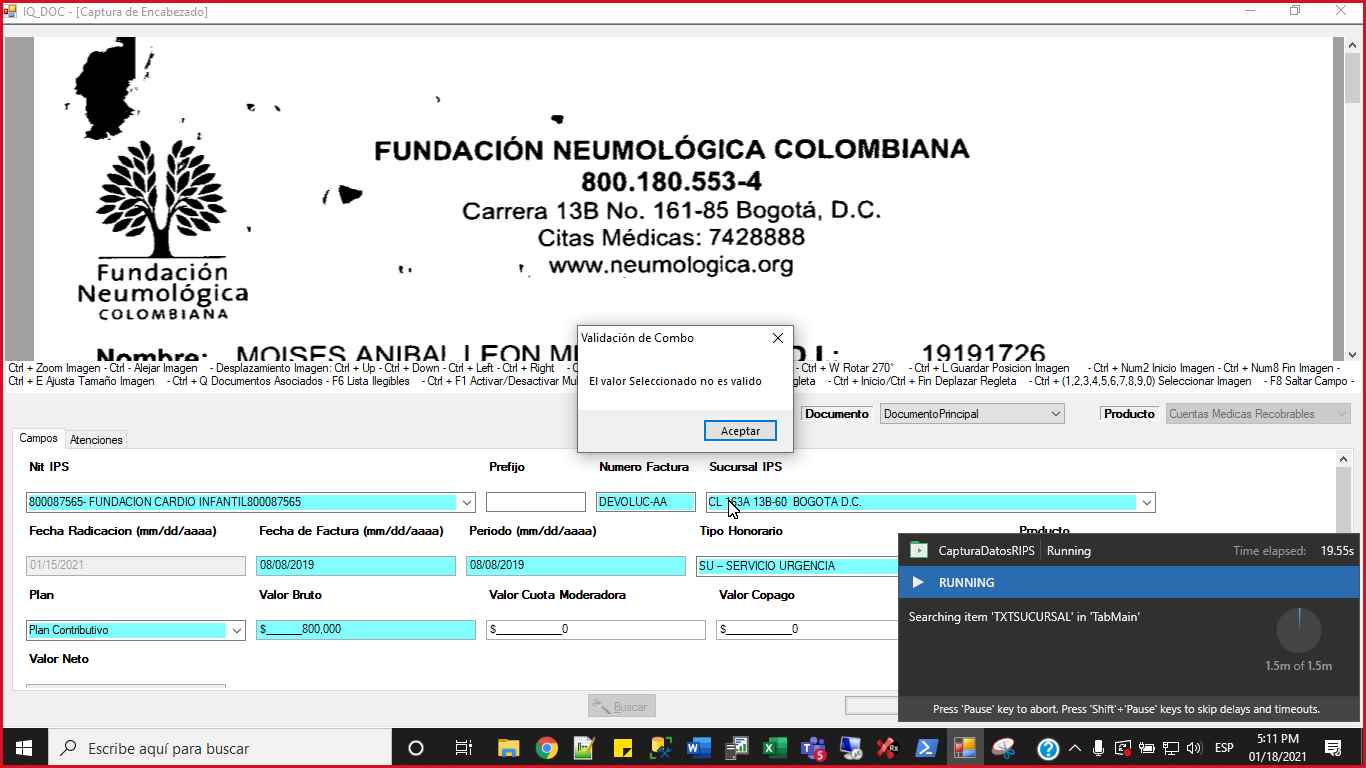 IQ_DOC - [Captura de Encabezado]
FUNDACIÓN NEUMOLÓGICA COLOMBIANA
800.180.553-4
Carrera 13B No. 161-85 Bogotá, D.C.
Citas Médicas: 7428888
www.neumologica.org
Fundación
Neumológica
COLOMBIANA
Nombre: MOISES ANIBAL LEON 19191726
Ctrl + Zoom Imagen - Ctrl - Alejar Imagen - Desplazamiento Imagen: Ctrl + Up - Ctrl + Down - Ctrl + Left - Ctrl + Right - Ctrl + W Rotar 270° - Ctrl + L Guardar Posicion Imagen - Ctrl + Num2 Inicio Imagen - Ctrl + Num8 Fin Imagen -
Ctrl + E Ajusta Tamaño Imagen - Ctrl + Q Documentos Asociados - F6 Lista Ilegibles - Ctrl + F1 Activar/Desactivar - Ctrl + Inicio/Ctrl + Fin Deplazar Regleta - Ctrl + (1,2,3,4,5,6,7,8,9,0) Seleccionar Imagen - F8 Saltar Campo -
Validación de Combo
El valor Seleccionado no es valido
Aceptar
Documento DocumentoPrincipal Producto Cuentas Medicas Recobrables
Campos Atenciones
Nit IPS Prefijo Numero Factura Sucursal IPS
800087565- FUNDACION CARDIO INFANTIL800087565 DEVOLUC-AA CL 163A 13B-60 BOGOTA D.C.
Fecha Radicacion (mm/dd/aaaa) Fecha de Factura (mm/dd/aaaa) Periodo (mm/dd/aaaa) Tipo Honorario Producto
01/15/2021 08/08/2019 08/08/2019 SU – SERVICIO URGENCIA
Plan Valor Bruto Valor Cuota Moderadora Valor Copago
Plan Contributivo $______800,000 $__________0 $__________0
Valor Neto
Buscar
CapturaDatosRIPS Running Time elapsed: 19.55s
RUNNING
Searching item 'TXTSUCURSAL' in 'TabMain'
1.5m of 1.5m
Press 'Pause' key to abort. Press 'Shift'+'Pause' keys to skip delays and timeouts.
Escribe aquí para buscar
ESP
5:11 PM
01/18/2021